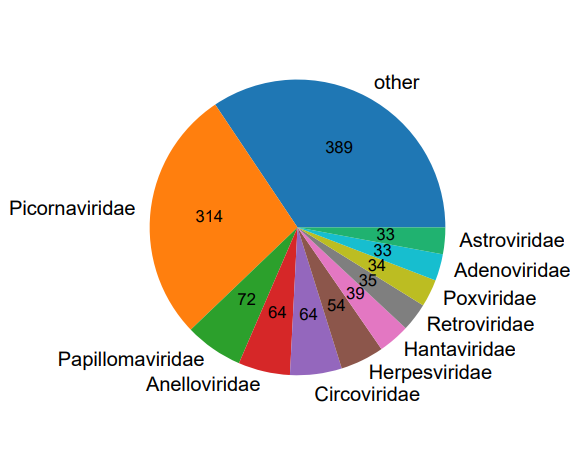 other
389
Picornaviridae
314
Papillomaviridae
72
Anelloviridae
64
Circoviridae
64
Herpesviridae
54
Hantaviridae
39
Retroviridae
35
Poxviridae
34
Adenoviridae
33
Astroviridae
33